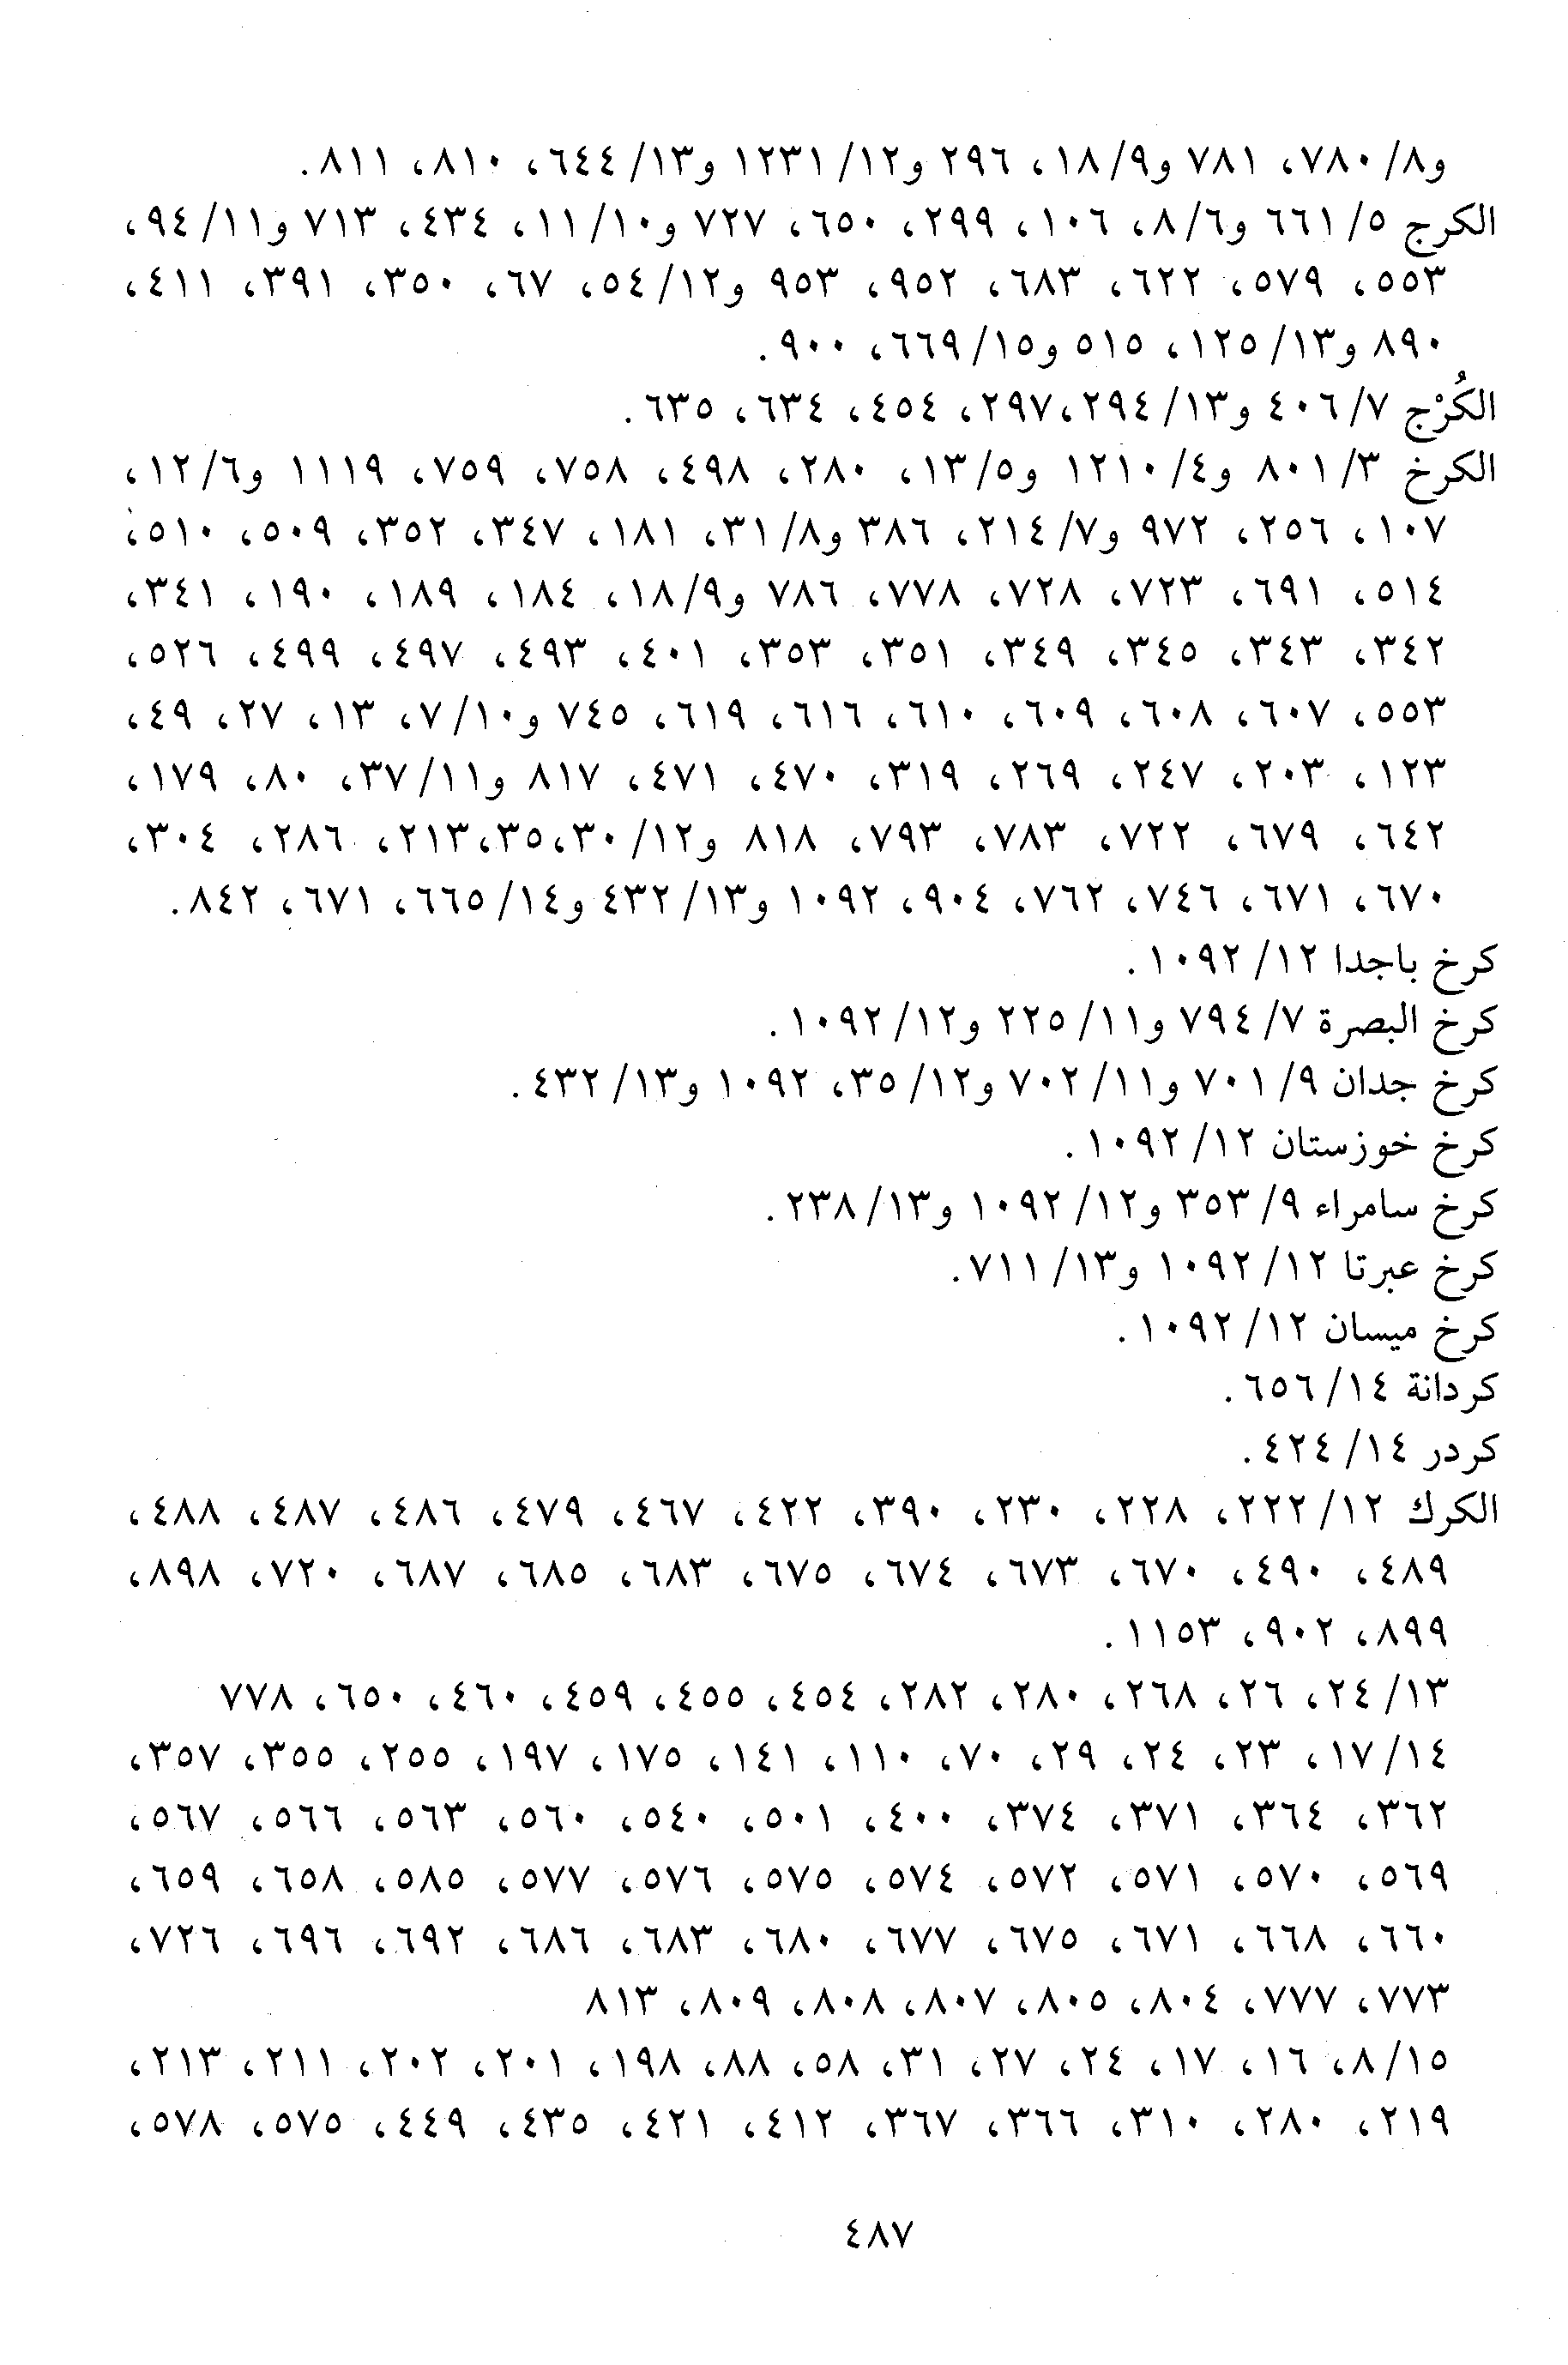 و٨/ ٧٨٠، ٧٨١ و٩/ ١٨، ٢٩٦ و١٢/ ١٢٣١ و١٣/ ٦٤٤، ٨١٠، ٨١١.
الكرج ٥/ ٦٦١ و٦/ ٨، ١٠٦، ٢٩٩، ٦٥٠، ٧٢٧ و١٠/ ١١، ٤٣٤، ٧١٣ و١١/ ٩٤،
٥٥٣، ٥٧٩، ٦٢٢، ٦٨٣، ٩٥٢، ٩٥٣ و١٢/ ٥٤، ٦٧، ٣٥٠، ٣٩١، ٤١١،
٨٩٠ و١٣/ ١٢٥، ٥١٥ و١٥/ ٦٦٩، ٩٠٠.
الكُرْج ٧/ ٤٠٦ و١٣/ ٢٩٤،٢٩٧، ٤٥٤، ٦٣٤، ٦٣٥.
الكرخ ٣/ ٨٠١ و٤/ ١٢١٠ و٥/ ١٣، ٢٨٠، ٤٩٨، ٧٥٨، ٧٥٩، ١١١٩ و٦/ ١٢،
١٠٧، ٢٥٦، ٩٧٢ و٧/ ٢١٤، ٣٨٦ و٨/ ٣١، ١٨١، ٣٤٧، ٣٥٢، ٥٠٩، ٥١٠،
٥١٤، ٦٩١، ٧٢٣، ٧٢٨، ٧٧٨، ٧٨٦ و٩/ ١٨، ١٨٤، ١٨٩، ١٩٠، ٣٤١،
٣٤٢، ٣٤٣، ٣٤٥، ٣٤٩، ٣٥١، ٣٥٣، ٤٠١، ٤٩٣، ٤٩٧، ٤٩٩، ٥٢٦،
٥٥٣، ٦٠٧، ٦٠٨، ٦٠٩، ٦١٠، ٦١٦، ٦١٩، ٧٤٥ و١٠/ ٧، ١٣، ٢٧، ٤٩،
١٢٣، ٢٠٣، ٢٤٧، ٢٦٩، ٣١٩، ٤٧٠، ٤٧١، ٨١٧ و١١/ ٣٧، ٨٠، ١٧٩،
٦٤٢، ٦٧٩، ٧٢٢، ٧٨٣، ٧٩٣، ٨١٨ و١٢/ ٣٠،٣٥،٢١٣، ٢٨٦، ٣٠٤،
٦٧٠، ٦٧١، ٧٤٦، ٧٦٢، ٩٠٤، ١٠٩٢ و١٣/ ٤٣٢ و١٤/ ٦٦٥، ٦٧١، ٨٤٢.
كرخ باجدا ١٢/ ١٠٩٢.
كرخ البصرة ٧/ ٧٩٤ و١١/ ٢٢٥ و١٢/ ١٠٩٢.
كرخ جدان ٩/ ٧٠١ و١١/ ٧٠٢ و١٢/ ٣٥، ١٠٩٢ و١٣/ ٤٣٢.
كرخ خوزستان ١٢/ ١٠٩٢.
كرخ سامراء ٩/ ٣٥٣ و١٢/ ١٠٩٢ و١٣/ ٢٣٨.
كرخ عبرتا ١٢/ ١٠٩٢ و١٣/ ٧١١.
كرخ ميسان ١٢/ ١٠٩٢.
كردانة ١٤/ ٦٥٦.
كردر ١٤/ ٤٢٤.
الكرك ١٢/ ٢٢٢، ٢٢٨، ٢٣٠، ٣٩٠، ٤٢٢، ٤٦٧، ٤٧٩، ٤٨٦، ٤٨٧، ٤٨٨،
٤٨٩، ٤٩٠، ٦٧٠، ٦٧٣، ٦٧٤، ٦٧٥، ٦٨٣، ٦٨٥، ٦٨٧، ٧٢٠، ٨٩٨،
٨٩٩، ٩٠٢، ١١٥٣.
١٣/ ٢٤، ٢٦، ٢٦٨، ٢٨٠، ٢٨٢، ٤٥٤، ٤٥٥، ٤٥٩، ٤٦٠، ٦٥٠، ٧٧٨
١٤/ ١٧، ٢٣، ٢٤، ٢٩، ٧٠، ١١٠، ١٤١، ١٧٥، ١٩٧، ٢٥٥، ٣٥٥، ٣٥٧،
٣٦٢، ٣٦٤، ٣٧١، ٣٧٤، ٤٠٠، ٥٠١، ٥٤٠، ٥٦٠، ٥٦٣، ٥٦٦، ٥٦٧،
٥٦٩، ٥٧٠، ٥٧١، ٥٧٢، ٥٧٤، ٥٧٥، ٥٧٦، ٥٧٧، ٥٨٥، ٦٥٨، ٦٥٩،
٦٦٠، ٦٦٨، ٦٧١، ٦٧٥، ٦٧٧، ٦٨٠، ٦٨٣، ٦٨٦، ٦٩٢، ٦٩٦، ٧٢٦،
٧٧٣، ٧٧٧، ٨٠٤، ٨٠٥، ٨٠٧، ٨٠٨، ٨٠٩، ٨١٣
١٥/ ٨، ١٦، ١٧، ٢٤، ٢٧، ٣١، ٥٨، ٨٨، ١٩٨، ٢٠١، ٢٠٢، ٢١١، ٢١٣،
٢١٩، ٢٨٠، ٣١٠، ٣٦٦، ٣٦٧، ٤١٢، ٤٢١، ٤٣٥، ٤٤٩، ٥٧٥، ٥٧٨،
٤٨٧